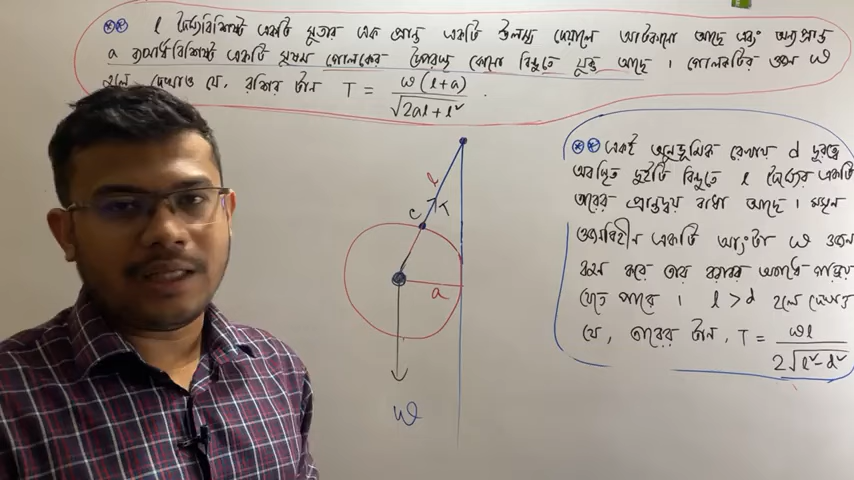 l দৈর্ঘ্যবিশিষ্ট একটি সুতার এক প্রান্ত একটি উলম্ব দেয়ালে আটকানো আছে এবং অন্য প্রান্ত
a ব্যাসার্ধবিশিষ্ট একটি সুষম গোলকের উপরস্থ কোনো বিন্দুতে যুক্ত আছে । গোলকটির ওজন W
হলে দেখাও যে, রশির টান T = W(l+a) / √2al + l²
** একই অনুভূমিক রেখায় d দূরত্বে
অবস্থিত দুইটি বিন্দুতে l দৈর্ঘ্যের একটি
তারের প্রান্তদ্বয় বাধা আছে । মসৃন
ওজনবিহীন একটি আংটা W ওজন
বহন করে তার বরাবর অবাধে
যেতে পারে । l > d হলে দেখাও
যে, তারের টান, T = Wl / 2√l² - d²
l
C
T
a
W